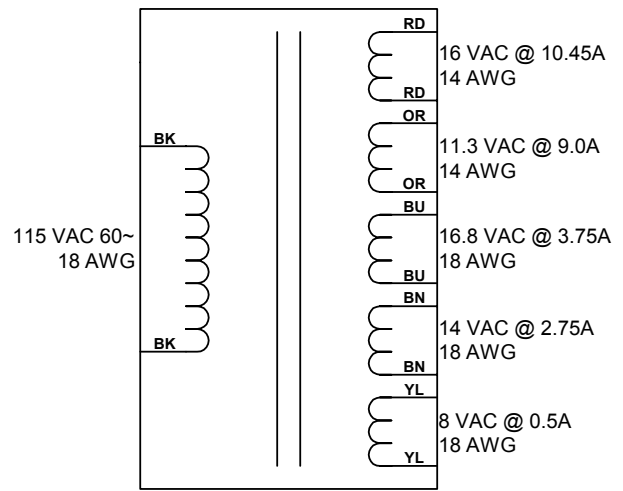 RD
16 VAC @ 10.45A
14 AWG
RD
OR
11.3 VAC @ 9.0A
14 AWG
OR
BK
BU
16.8 VAC @ 3.75A
18 AWG
BU
115 VAC 60~
18 AWG
BN
14 VAC @ 2.75A
18 AWG
BK
BN
YL
8 VAC @ 0.5A
18 AWG
YL